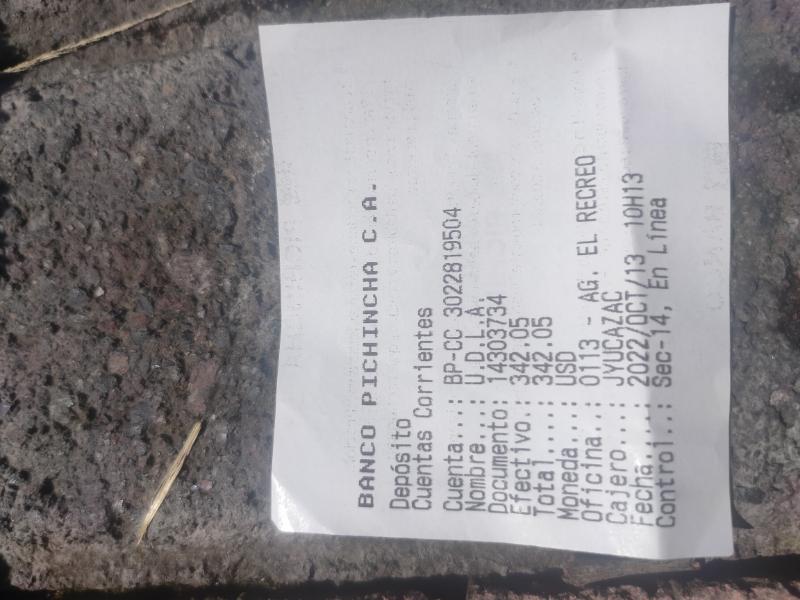 BANCO PICHINCHA C.A.
Depósito
Cuentas Corrientes
Cuenta...: BP-CC 3022819504
Nombre...: U.D.L.A.
Documento: 14303734
Efectivo.: 342.05
Total....: 342.05
Moneda...: USD
Oficina..: 0113 - AG. EL RECREO
Cajero...: JYUCAZAC
Fecha....: 2022/OCT/13 10H13
Control..: Sec-14, En Línea